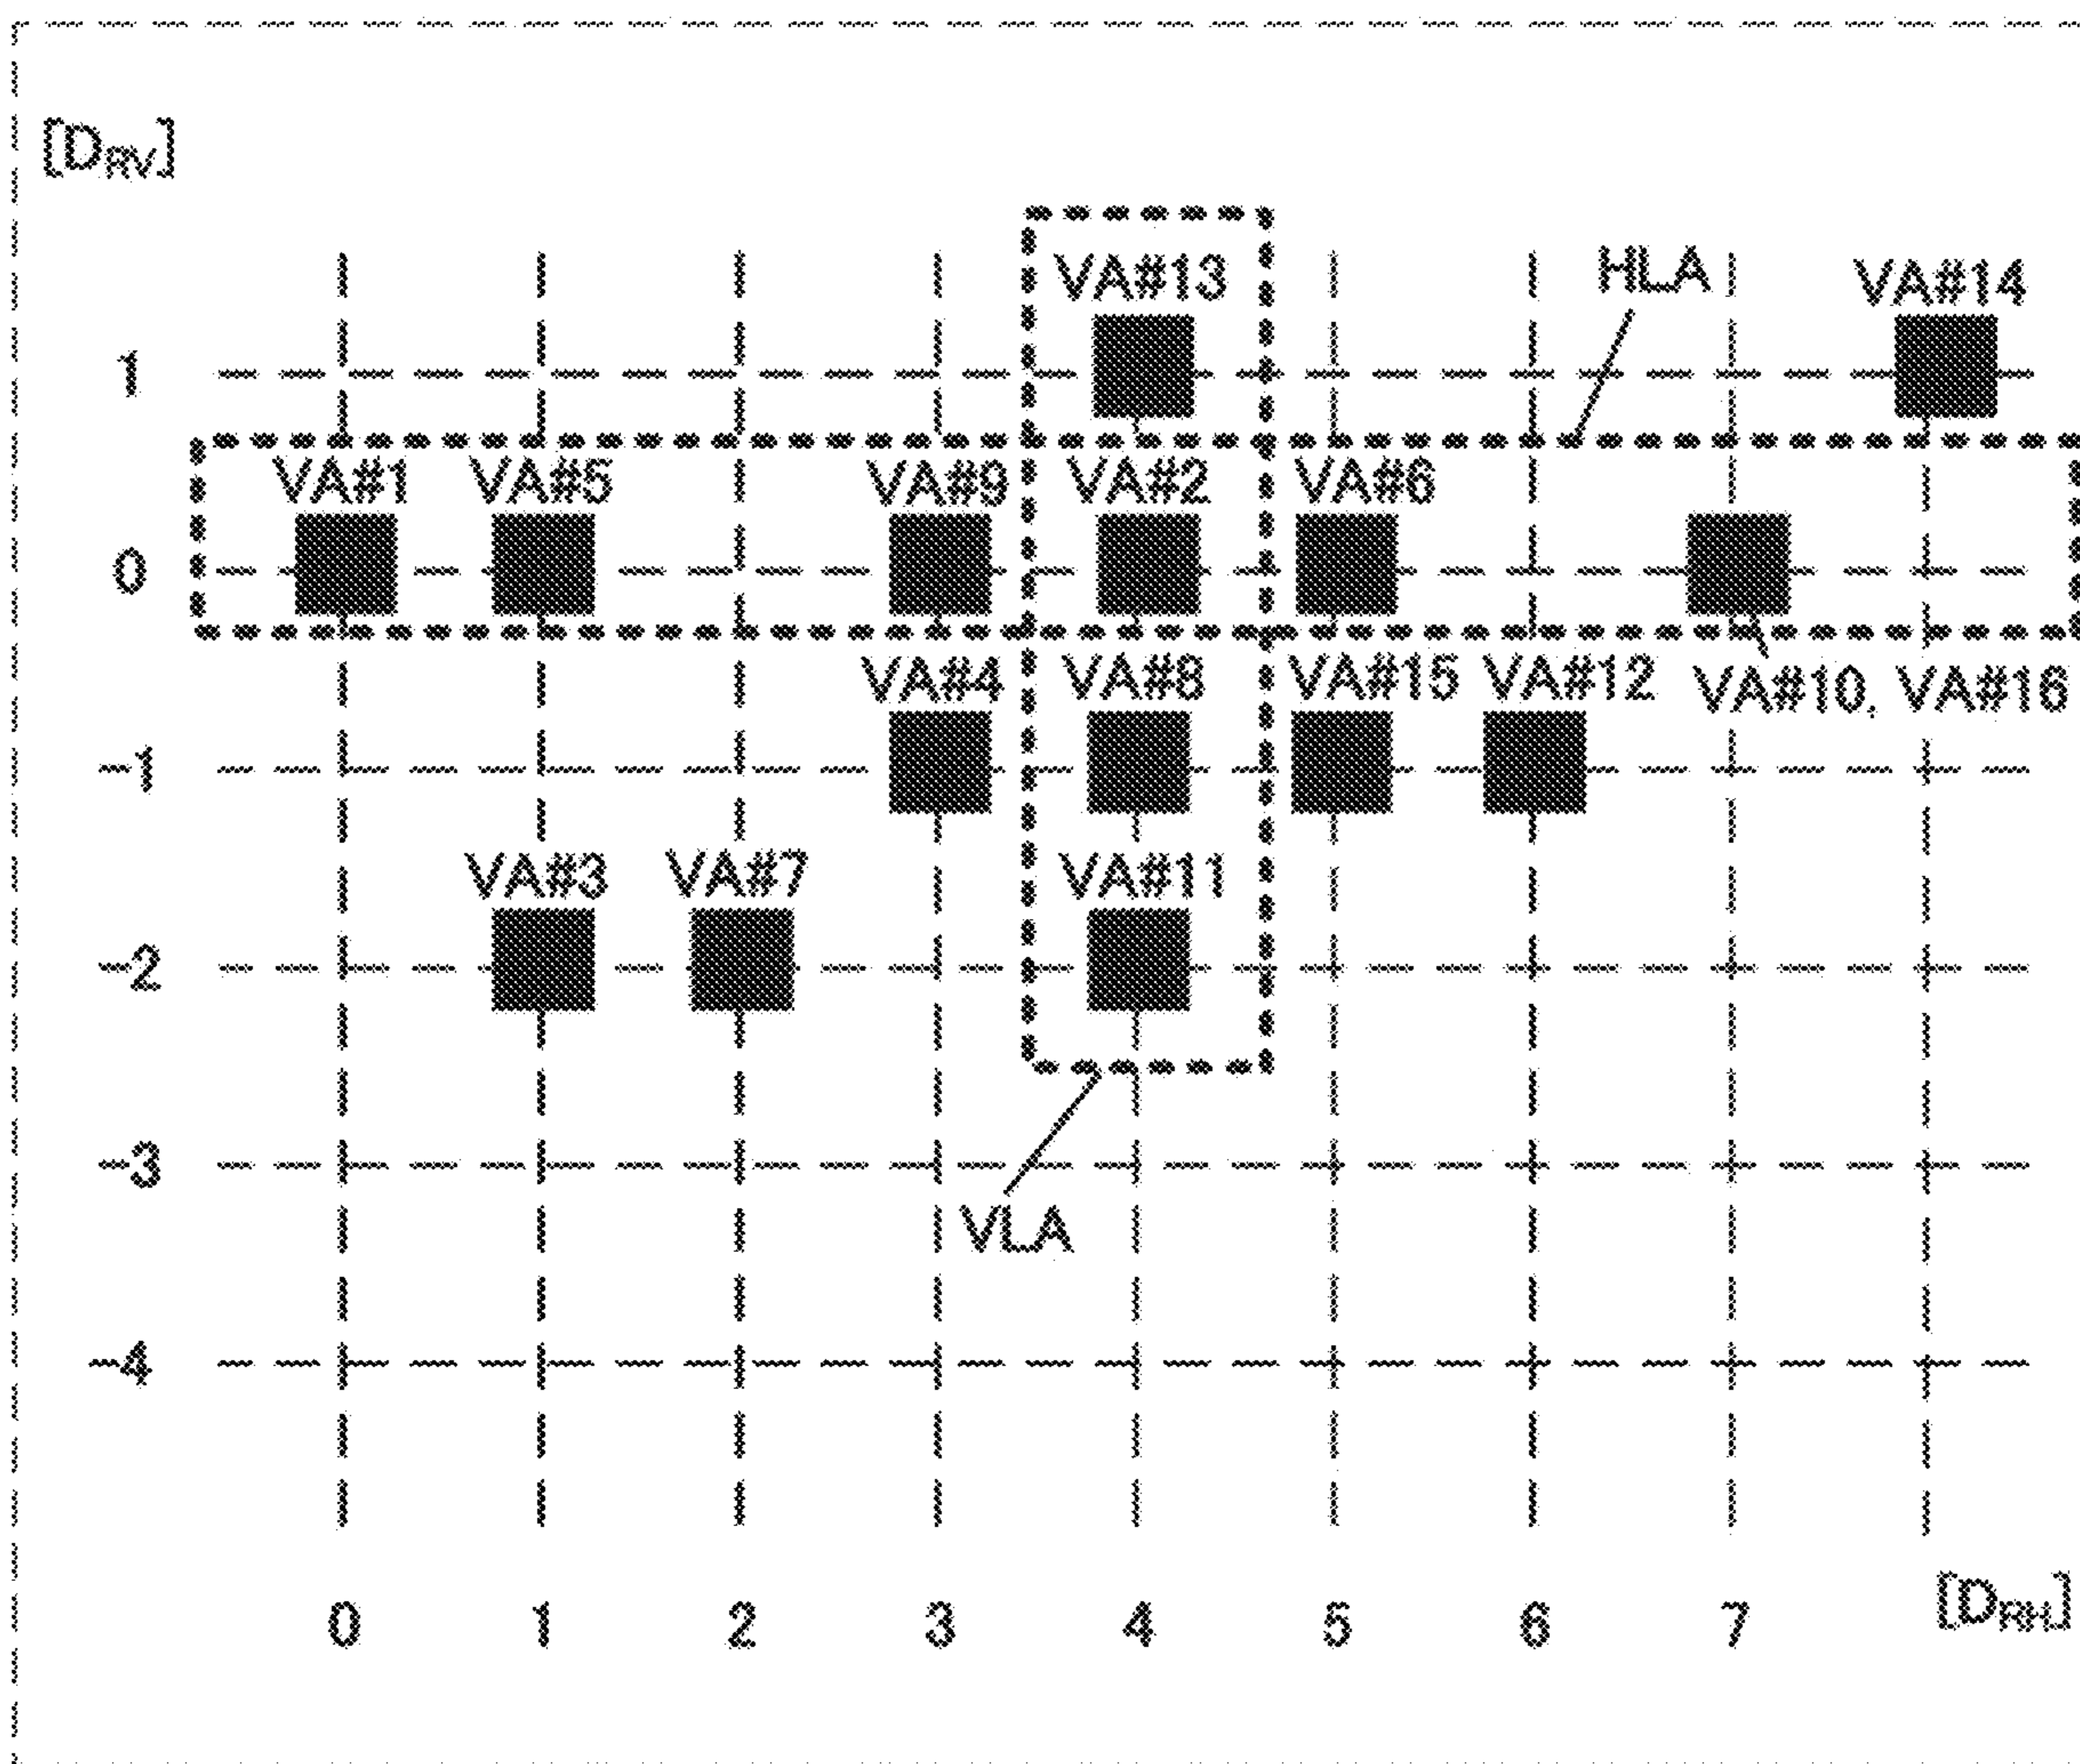 [D_RV]
HLA
VA#13
VA#14
1
VA#1 VA#5 VA#9 VA#2 VA#6
0
VA#4 VA#8 VA#15 VA#12 VA#10, VA#16
-1
VA#3 VA#7 VA#11
-2
-3
VLA
-4
0 1 2 3 4 5 6 7 [D_RH]